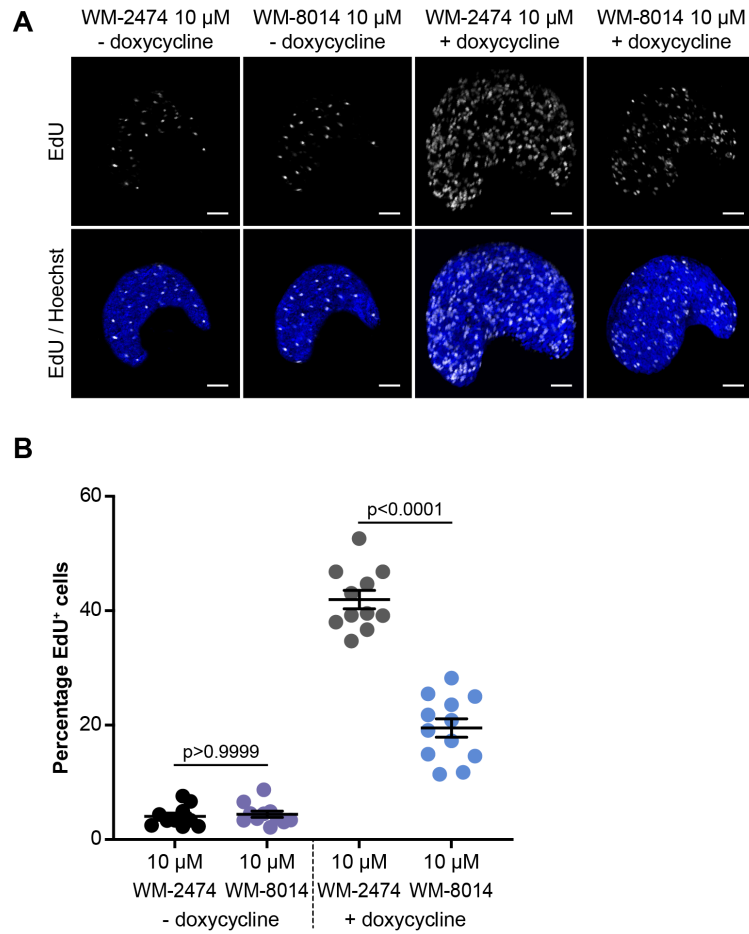 A
WM-2474 10 µM
- doxycycline
WM-8014 10 µM
- doxycycline
WM-2474 10 µM
+ doxycycline
WM-8014 10 µM
+ doxycycline
EdU
EdU / Hoechst
B
Percentage EdU⁺ cells
60
40
20
0
p>0.9999
p<0.0001
10 µM
WM-2474
10 µM
WM-8014
10 µM
WM-2474
10 µM
WM-8014
- doxycycline
+ doxycycline